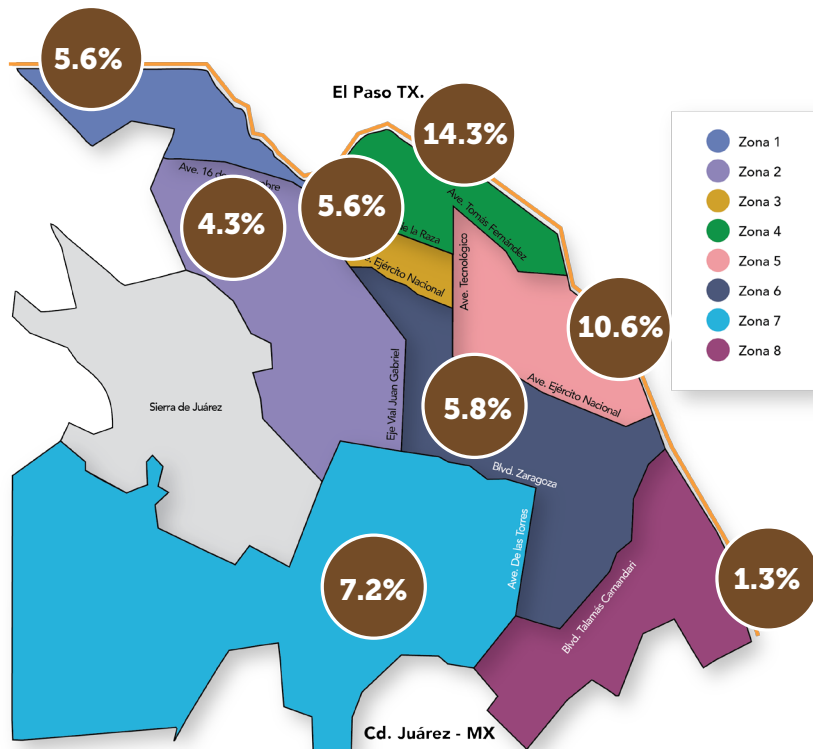 5.6%
El Paso TX.
14.3%
Zona 1
Zona 2
Zona 3
Zona 4
Zona 5
Zona 6
Zona 7
Zona 8
Ave. 16 de
4.3%
5.6%
de la Raza
Ave. Tomás Fernández
Ejército Nacional
Ave. Tecnológico
10.6%
Sierra de Juárez
Eje Vial Juan Gabriel
5.8%
Ave. Ejército Nacional
Blvd. Zaragoza
Ave. De las Torres
7.2%
Blvd. Talamás Camandari
1.3%
Cd. Juárez - MX